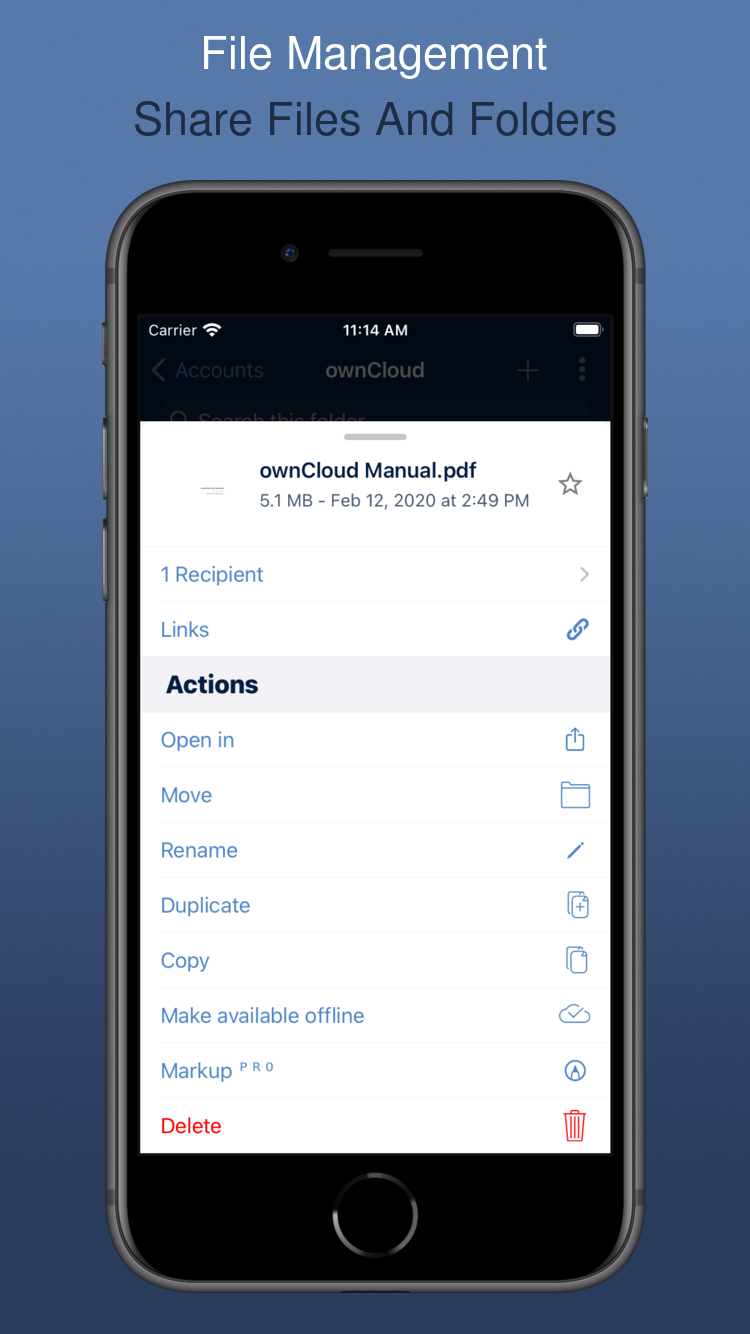 File Management
Share Files And Folders
Carrier 11:14 AM
Accounts ownCloud
Search this folder
ownCloud Manual.pdf
5.1 MB - Feb 12, 2020 at 2:49 PM
1 Recipient
Links
Actions
Open in
Move
Rename
Duplicate
Copy
Make available offline
Markup PRO
Delete